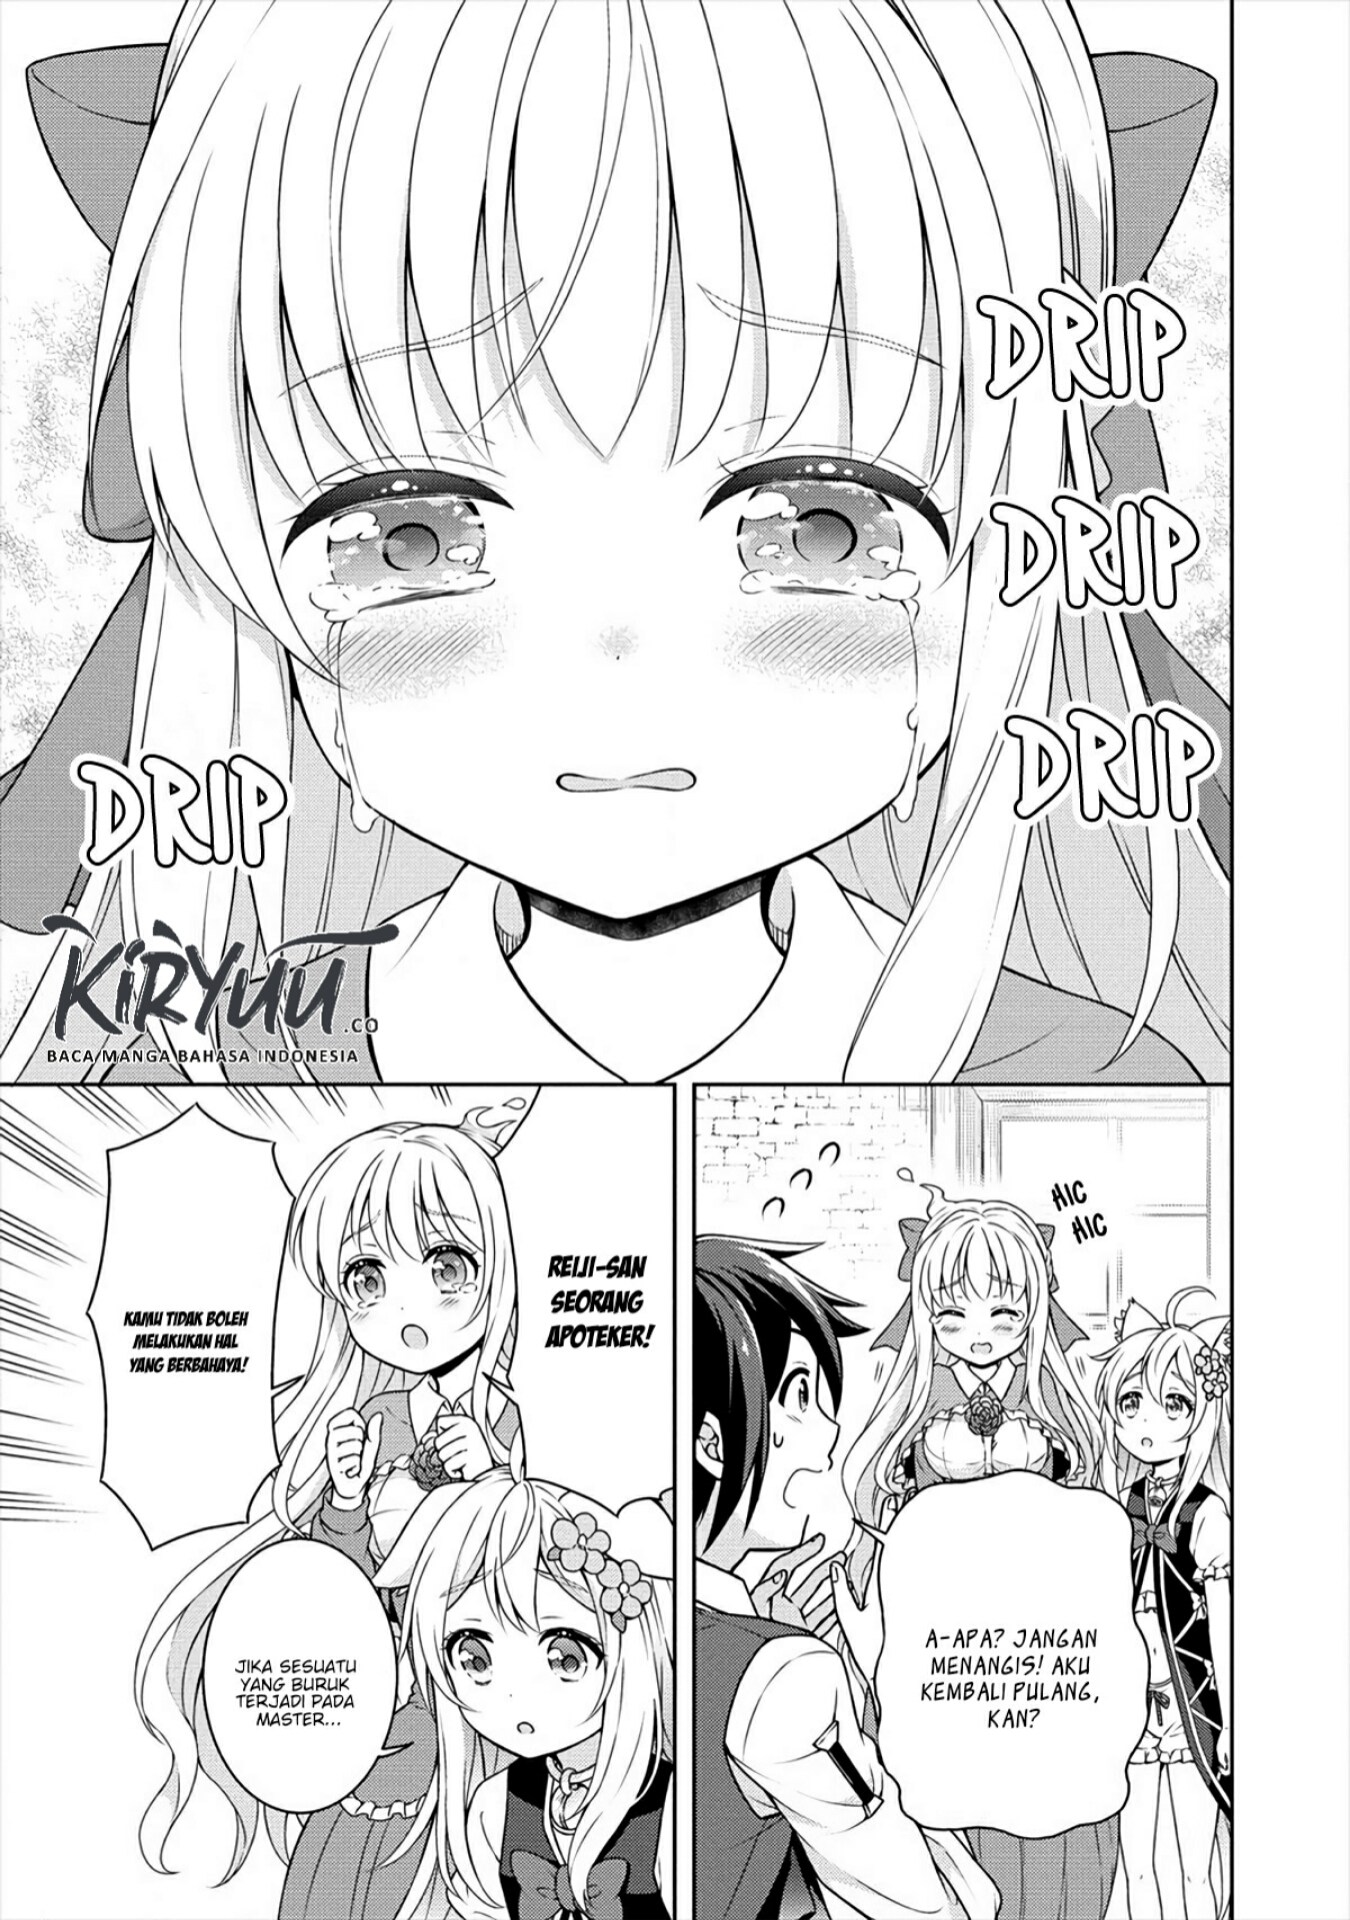 DRIP
DRIP
DRIP
DRIP
KIRYUU.CO
BACA MANGA BAHASA INDONESIA
HIC
HIC
A-APA? JANGAN
MENANGIS! AKU
KEMBALI PULANG,
KAN?
REIJI-SAN
SEORANG
APOTEKER!
KAMU TIDAK BOLEH
MELAKUKAN HAL
YANG BERBAHAYA!
JIKA SESUATU
YANG BURUK
TERJADI PADA
MASTER...